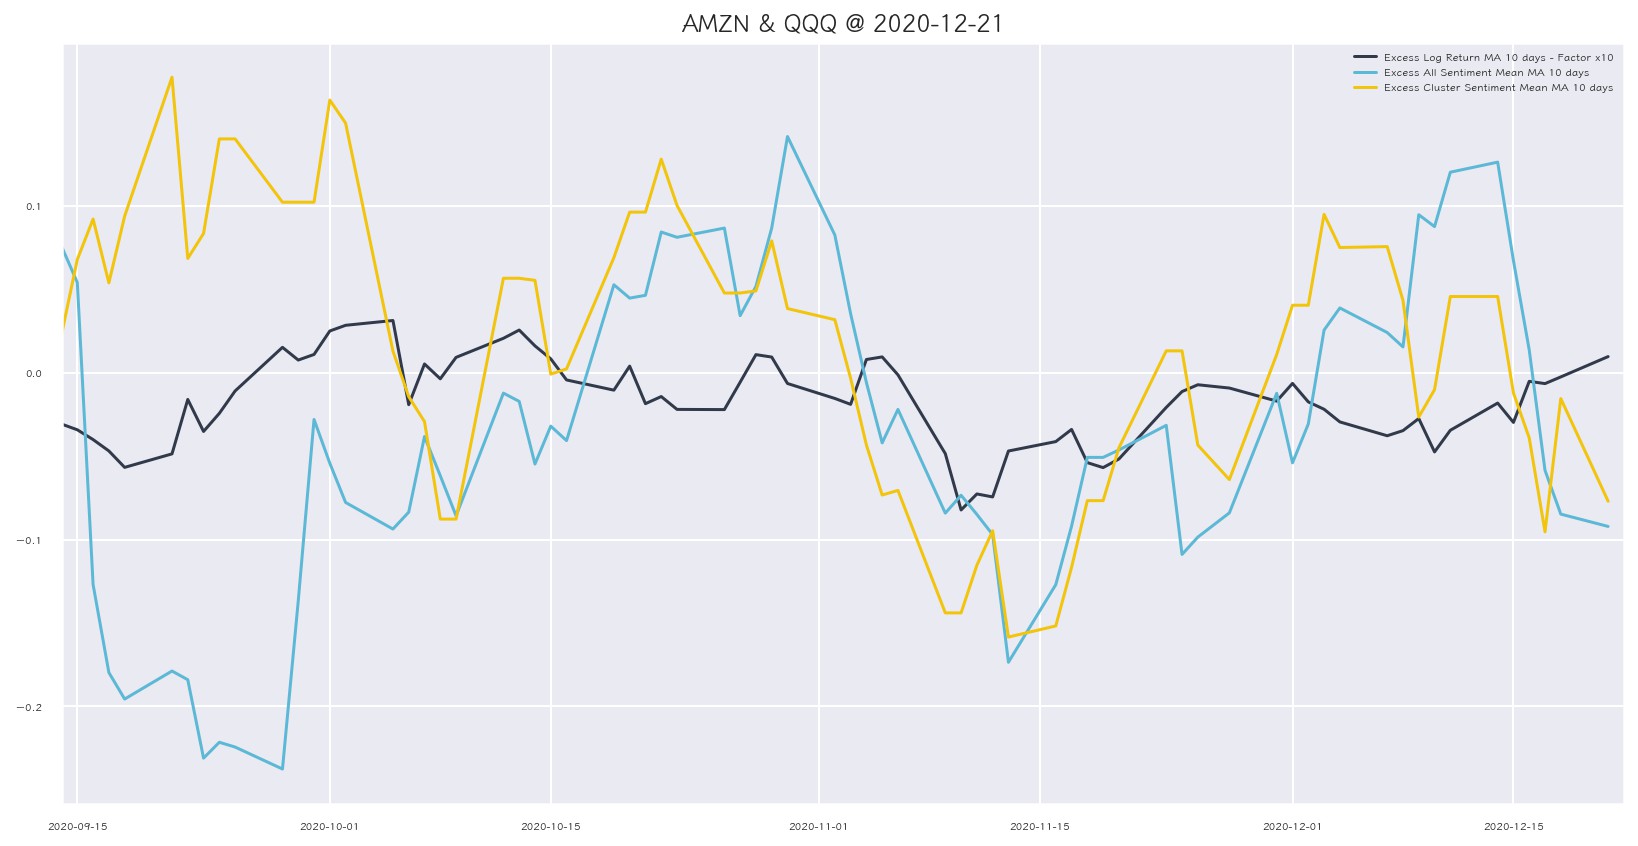 AMZN & QQQ @ 2020-12-21
Excess Log Return MA 10 days - Factor x10
Excess All Sentiment Mean MA 10 days
Excess Cluster Sentiment Mean MA 10 days
0.1
0.0
−0.1
−0.2
2020-09-15 2020-10-01 2020-10-15 2020-11-01 2020-11-15 2020-12-01 2020-12-15